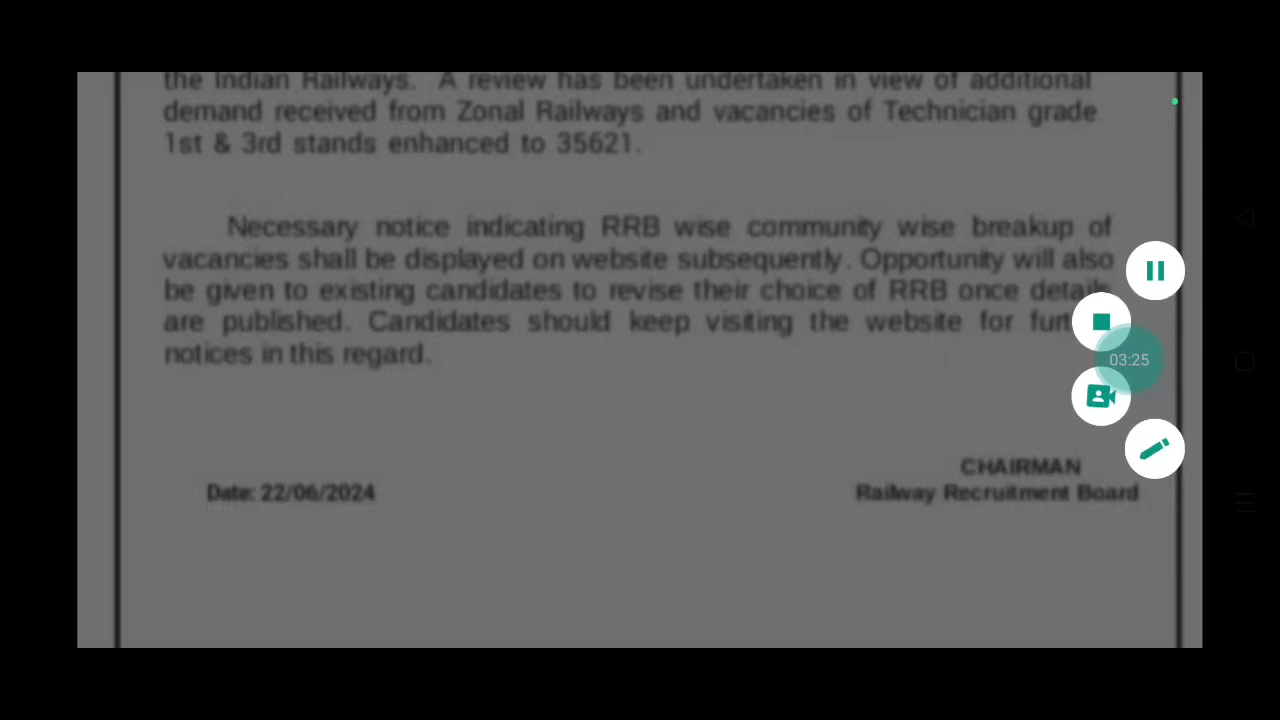 the Indian Railways. A review has been undertaken in view of additional
demand received from Zonal Railways and vacancies of Technician grade
1st & 3rd stands enhanced to 35621.
Necessary notice indicating RRB wise community wise breakup of
vacancies shall be displayed on website subsequently. Opportunity will also
be given to existing candidates to revise their choice of RRB once details
are published. Candidates should keep visiting the website for
notices in this regard.
03:25
CHAIRMAN
Date: 22/06/2024
Railway Recruitment Board